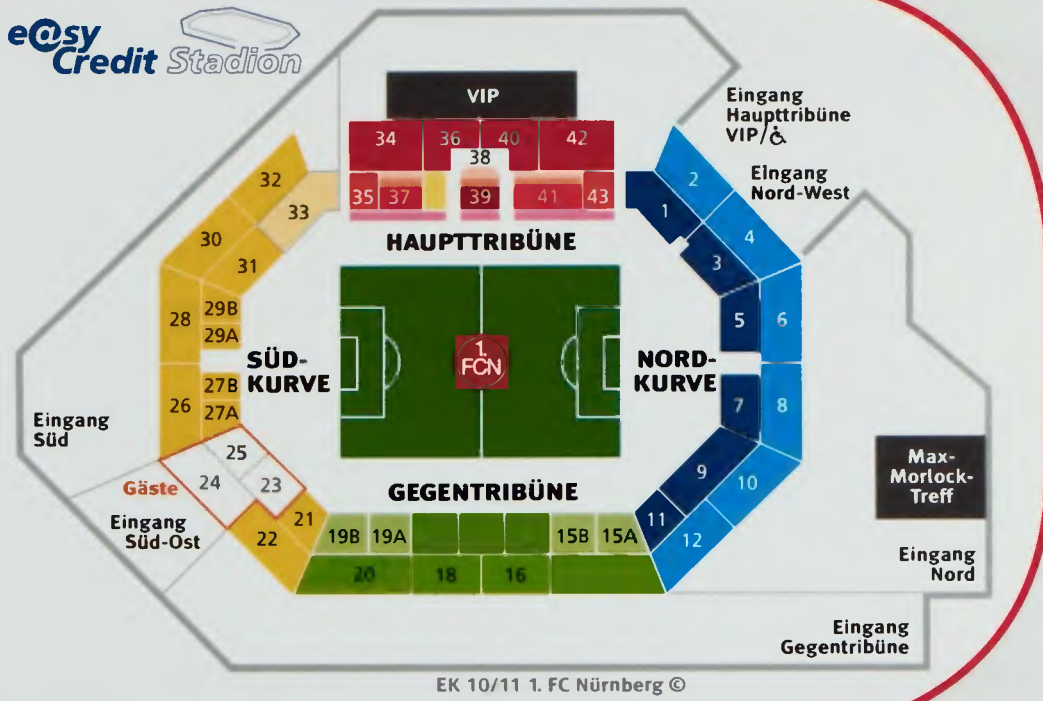 e@sy
Credit Stadion
VIP
34
36
40
42
38
35
37
39
41
43
HAUPTTRIBÜNE
Eingang
Haupttribüne
VIP/
EIngang
Nord-West
32
33
30
31
28
29B
29A
27B
27A
26
25
24
23
22
21
2
1
4
3
5
6
7
8
9
10
11
12
SÜD-
KURVE
1.
FCN
NORD-
KURVE
GEGENTRIBÜNE
19B
19A
15B
15A
20
18
16
Eingang
Süd
Gäste
Eingang
Süd-Ost
Max-
Morlock-
Treff
Eingang
Nord
Eingang
Gegentribüne
EK 10/11 1. FC Nürnberg ©